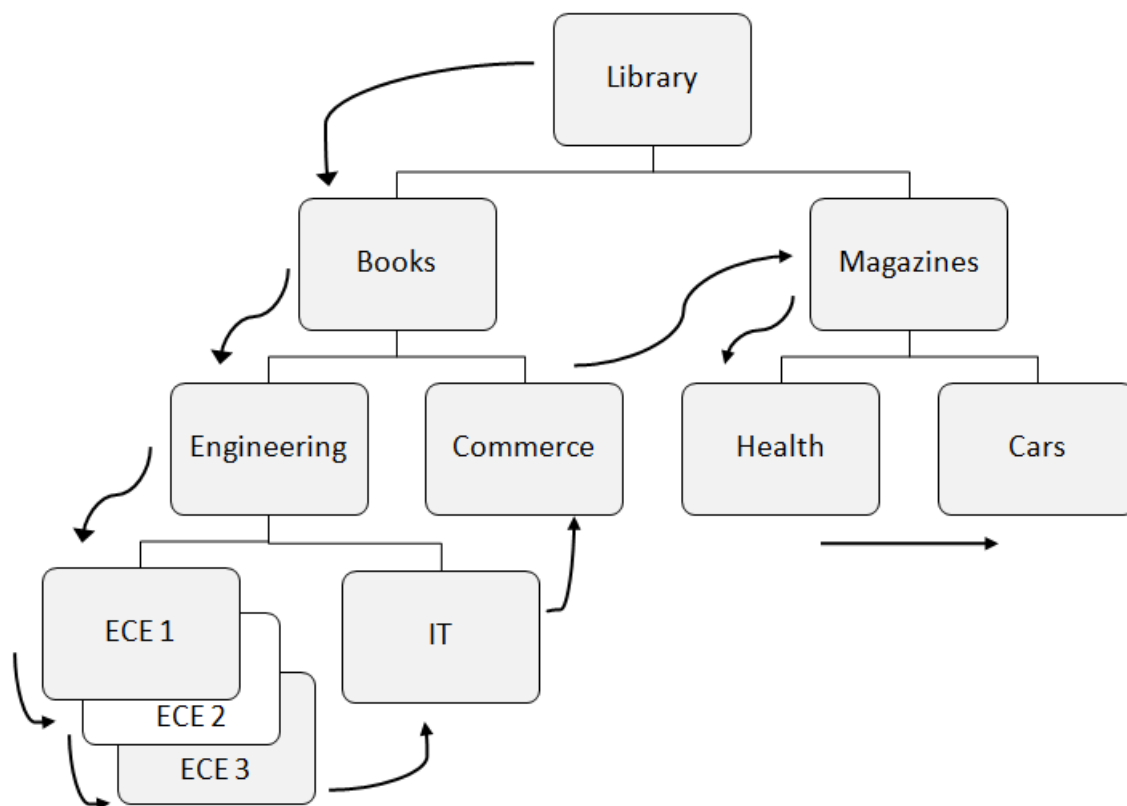 Library
Books
Magazines
Engineering
Commerce
Health
Cars
ECE 1
IT
ECE 2
ECE 3